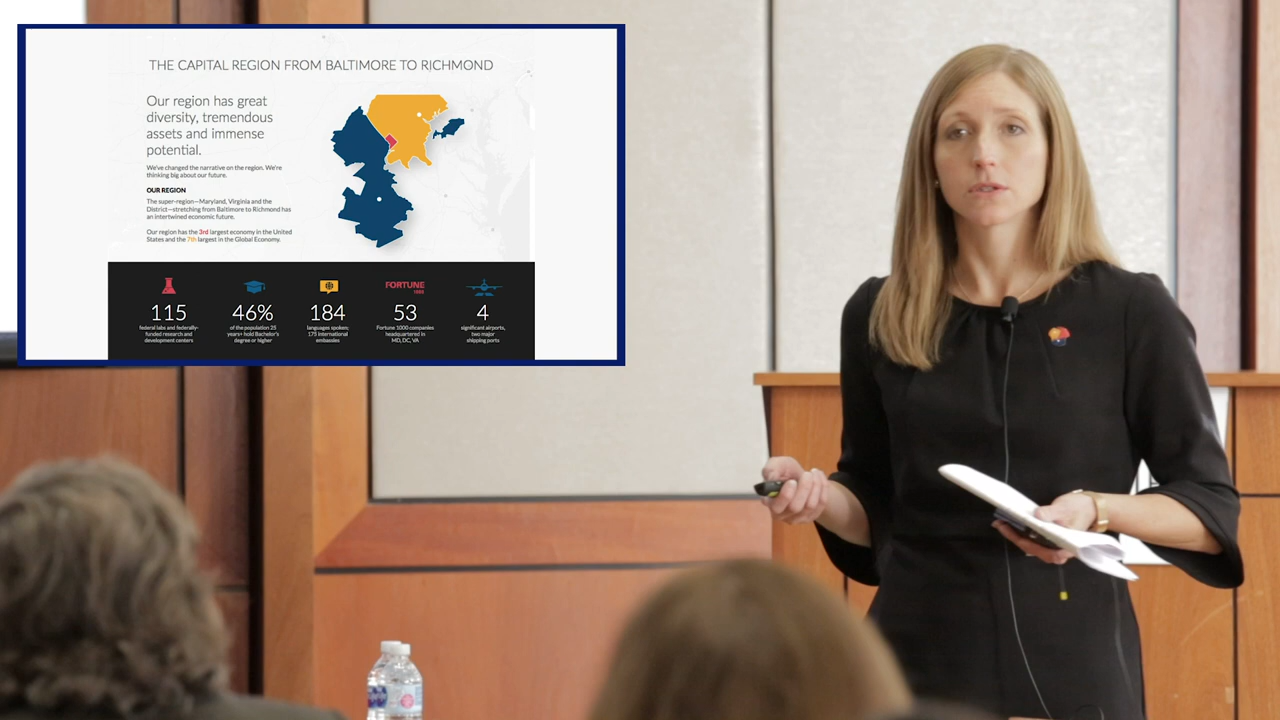 THE CAPITAL REGION FROM BALTIMORE TO RICHMOND
Our region has great
diversity, tremendous
assets and immense
potential.
We've changed the narrative on the region. We're
thinking big about our future.
OUR REGION
The super-region—Maryland, Virginia and the
District—stretching from Baltimore to Richmond has
an intertwined economic future.
Our region has the 3rd largest economy in the United
States and the 7th largest in the Global Economy.
FORTUNE
1000
115
federal labs and federally-
funded research and
development centers
46%
of the population 25
years+ hold Bachelor's
degree or higher
184
languages spoken;
175 international
embassies
53
Fortune 1000 companies
headquartered in
MD, DC, VA
4
significant airports,
two major
shipping ports